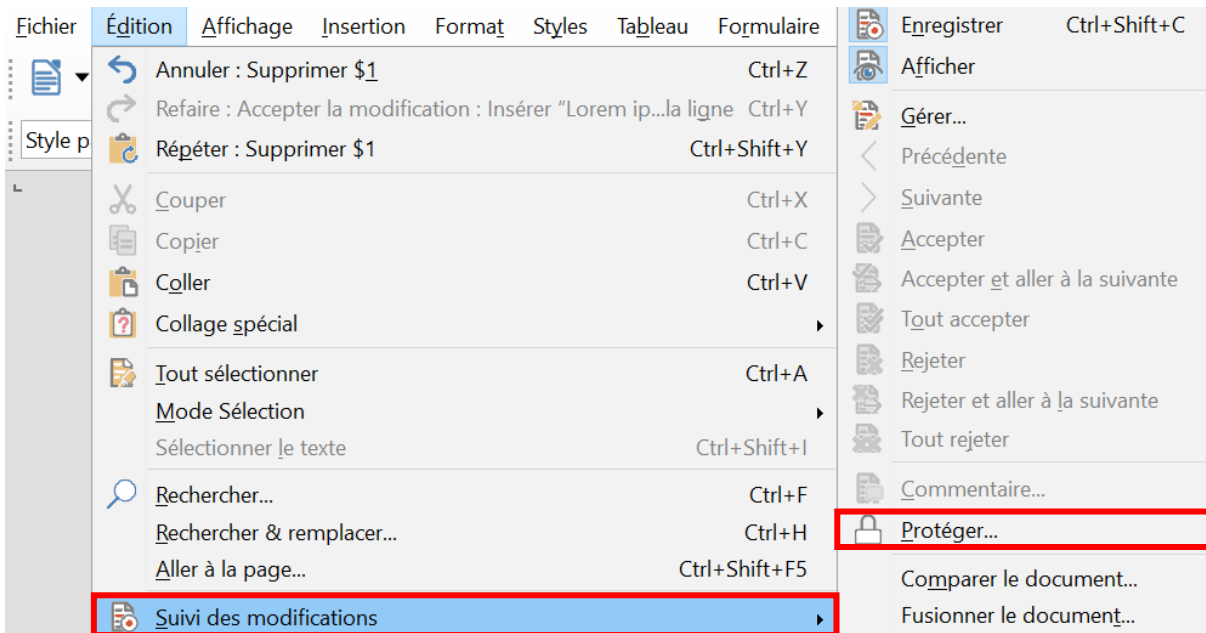 Fichier Édition Affichage Insertion Format Styles Tableau Formulaire
Style p
Annuler : Supprimer $1 Ctrl+Z
Refaire : Accepter la modification : Insérer “Lorem ip...la ligne Ctrl+Y
Répéter : Supprimer $1 Ctrl+Shift+Y
Couper Ctrl+X
Copier Ctrl+C
Coller Ctrl+V
Collage spécial
Tout sélectionner Ctrl+A
Mode Sélection
Sélectionner le texte Ctrl+Shift+I
Rechercher... Ctrl+F
Rechercher & remplacer... Ctrl+H
Aller à la page... Ctrl+Shift+F5
Suivi des modifications
Enregistrer Ctrl+Shift+C
Afficher
Gérer...
Précédente
Suivante
Accepter
Accepter et aller à la suivante
Tout accepter
Rejeter
Rejeter et aller à la suivante
Tout rejeter
Commentaire...
Protéger...
Comparer le document...
Fusionner le document...